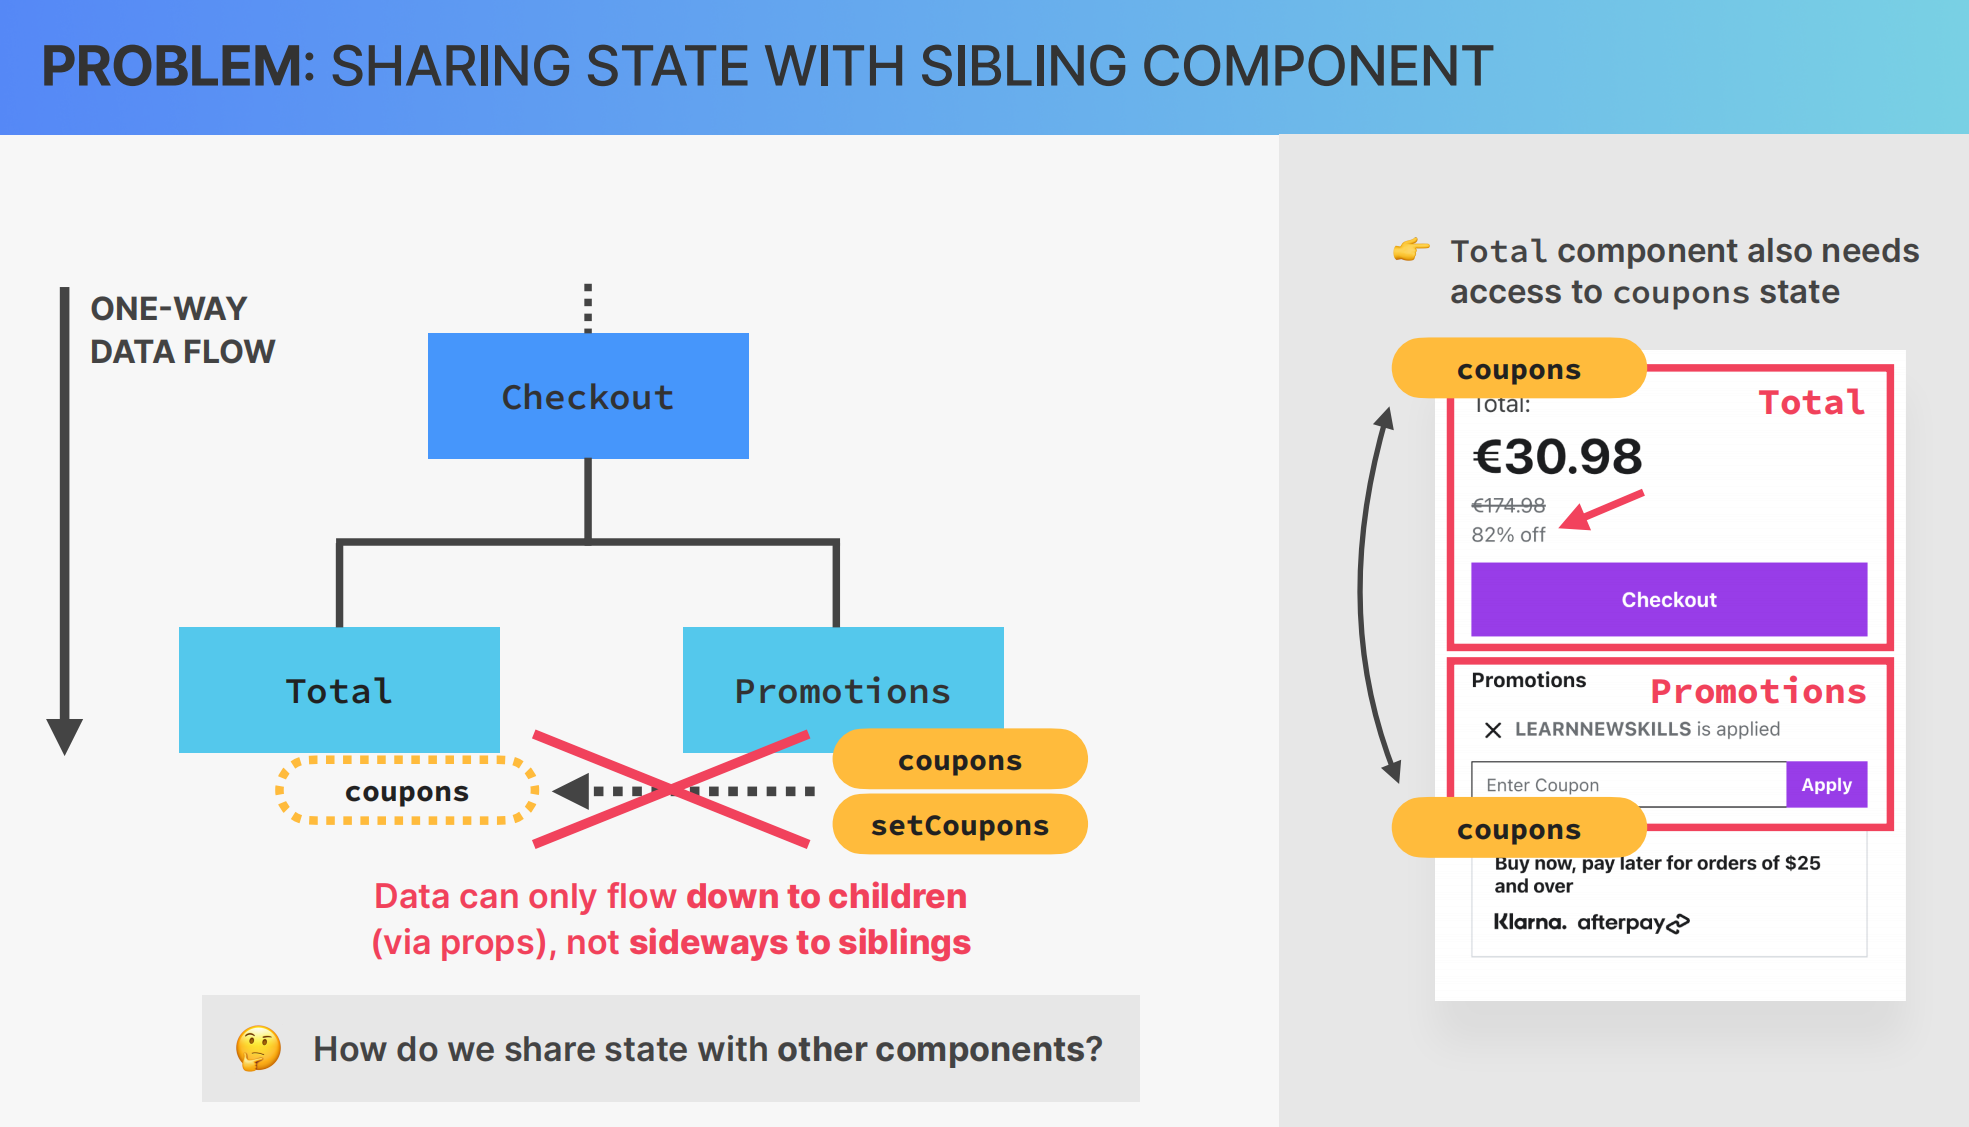 PROBLEM: SHARING STATE WITH SIBLING COMPONENT
ONE-WAY
DATA FLOW
Checkout
Total
Promotions
coupons
coupons
setCoupons
Data can only flow down to children
(via props), not sideways to siblings
🤔 How do we share state with other components?
👉 Total component also needs
access to coupons state
coupons
Total:
Total
€30.98
€174.98
82% off
Checkout
Promotions
Promotions
LEARNNEWSKILLS is applied
Enter Coupon
Apply
coupons
Buy now, pay later for orders of $25
and over
Klarna. afterpay